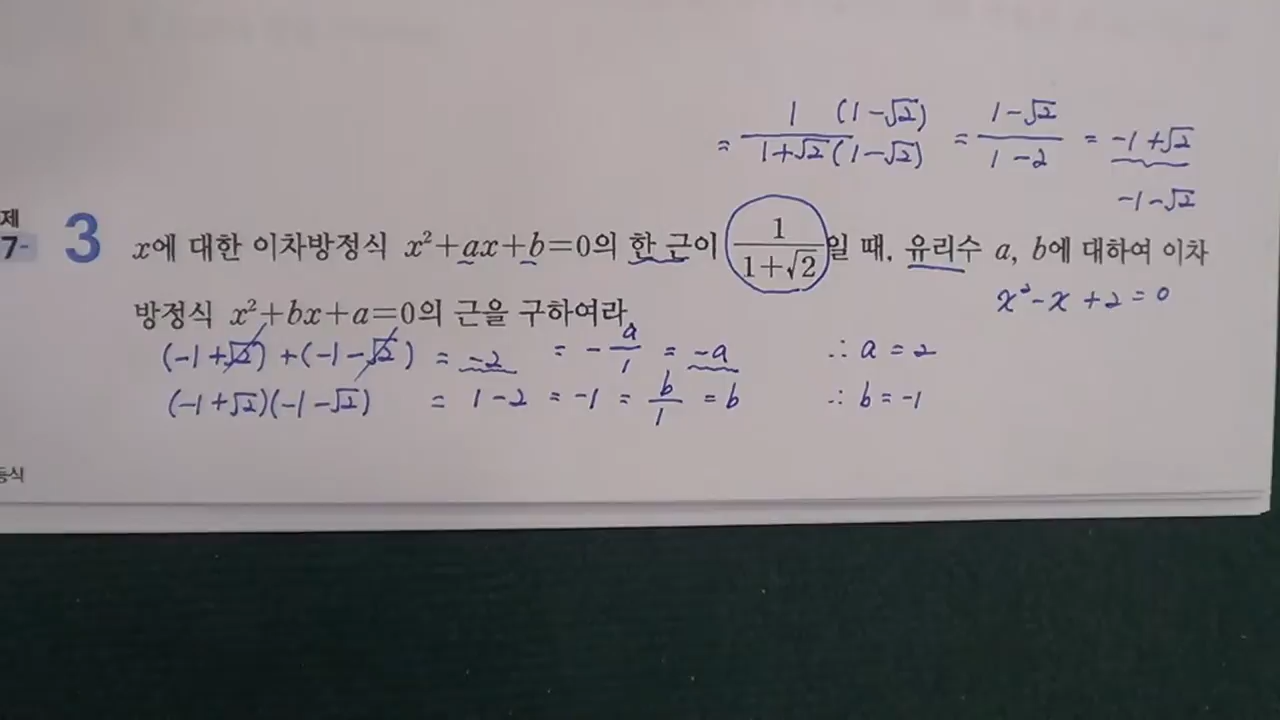 = 1 (1-√2) / 1+√2 (1-√2) = 1-√2 / 1-2 = -1+√2
-1-√2
제
7-
3 x에 대한 이차방정식 x²+ax+b=0의 한 근이 1/1+√2 일 때, 유리수 a, b에 대하여 이차
x²-x+2=0
방정식 x²+bx+a=0의 근을 구하여라.
(-1+√2)+(-1-√2) = -2 = -a/1 = -a ∴ a=2
(-1+√2)(-1-√2) = 1-2 = -1 = b/1 = b ∴ b=-1
등식